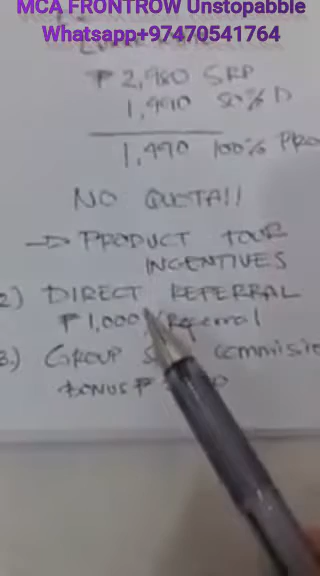 MCA FRONTROW Unstopabble
Whatsapp+97470541764
₱ 2,980 SRP
1,490 50% D
1,490 100% PRO
NO QUOTA!!
→ PRODUCT TOUR
INCENTIVES
2) DIRECT REFERRAL
₱1,000/Referral
3.) GROUP commissio
BONUS ₱